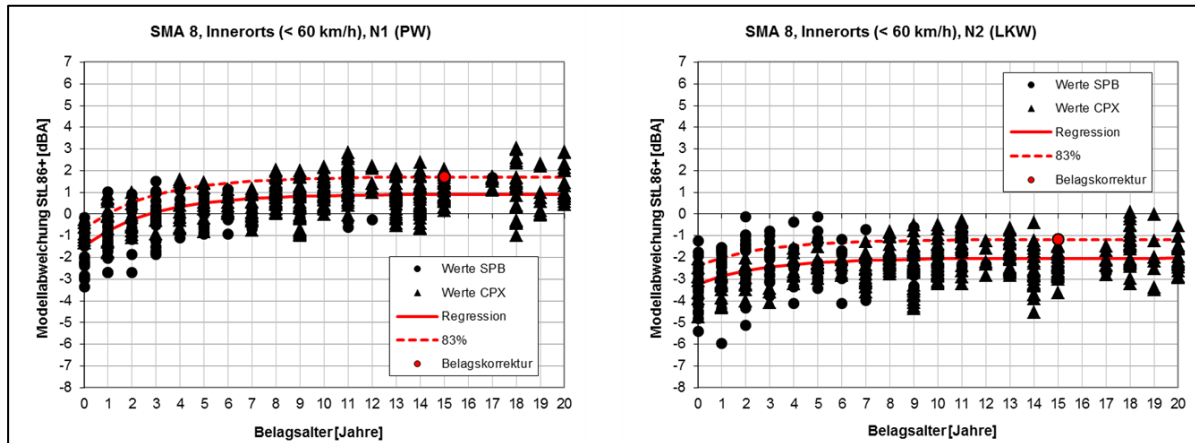 SMA 8, Innerorts (< 60 km/h), N1 (PW)
Modellabweichung StL86+ [dBA]
7
6
5
4
3
2
1
0
-1
-2
-3
-4
-5
-6
-7
-8
Werte SPB
Werte CPX
Regression
83%
Belagskorrektur
0 1 2 3 4 5 6 7 8 9 10 11 12 13 14 15 16 17 18 19 20
Belagsalter [Jahre]
SMA 8, Innerorts (< 60 km/h), N2 (LKW)
Modellabweichung StL86+ [dBA]
7
6
5
4
3
2
1
0
-1
-2
-3
-4
-5
-6
-7
-8
Werte SPB
Werte CPX
Regression
83%
Belagskorrektur
0 1 2 3 4 5 6 7 8 9 10 11 12 13 14 15 16 17 18 19 20
Belagsalter [Jahre]